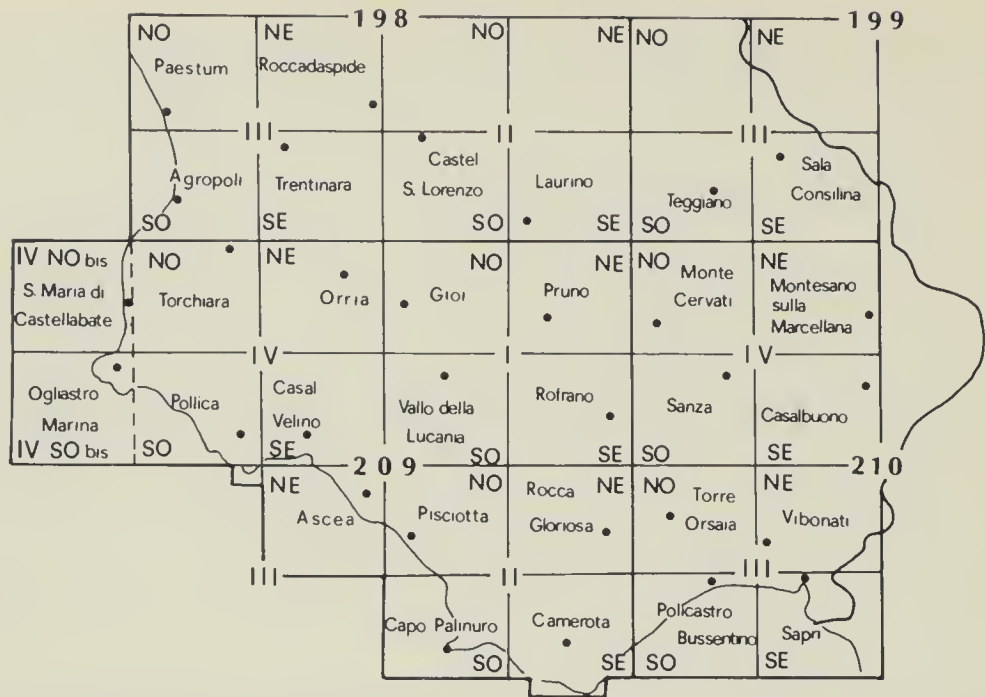 198 199
NO NE NO NE NO NE
Paestum Roccadaspide
III II III
Agropoli Trentinara Castel
S. Lorenzo Laurino Teggiano Sala
Consilina
SO SE SO SE SO SE
IV NO bis NO NE NO NE NO NE
S. Maria di
Castellabate Torchiara Orria Gioi Pruno Monte
Cervati Montesano
sulla
Marcellana
IV I IV
Ogliastro
Marina Pollica Casal
Velino Vallo della
Lucania Rofrano Sanza Casalbuono
IV SO bis SO SE SO SE SO SE
209 210
NE NO NE NO NE
Ascea Pisciotta Rocca
Gloriosa Torre
Orsaia Vibonati
III II III
Capo Palinuro Camerota Policastro
Bussentino Sapri
SO SE SO SE